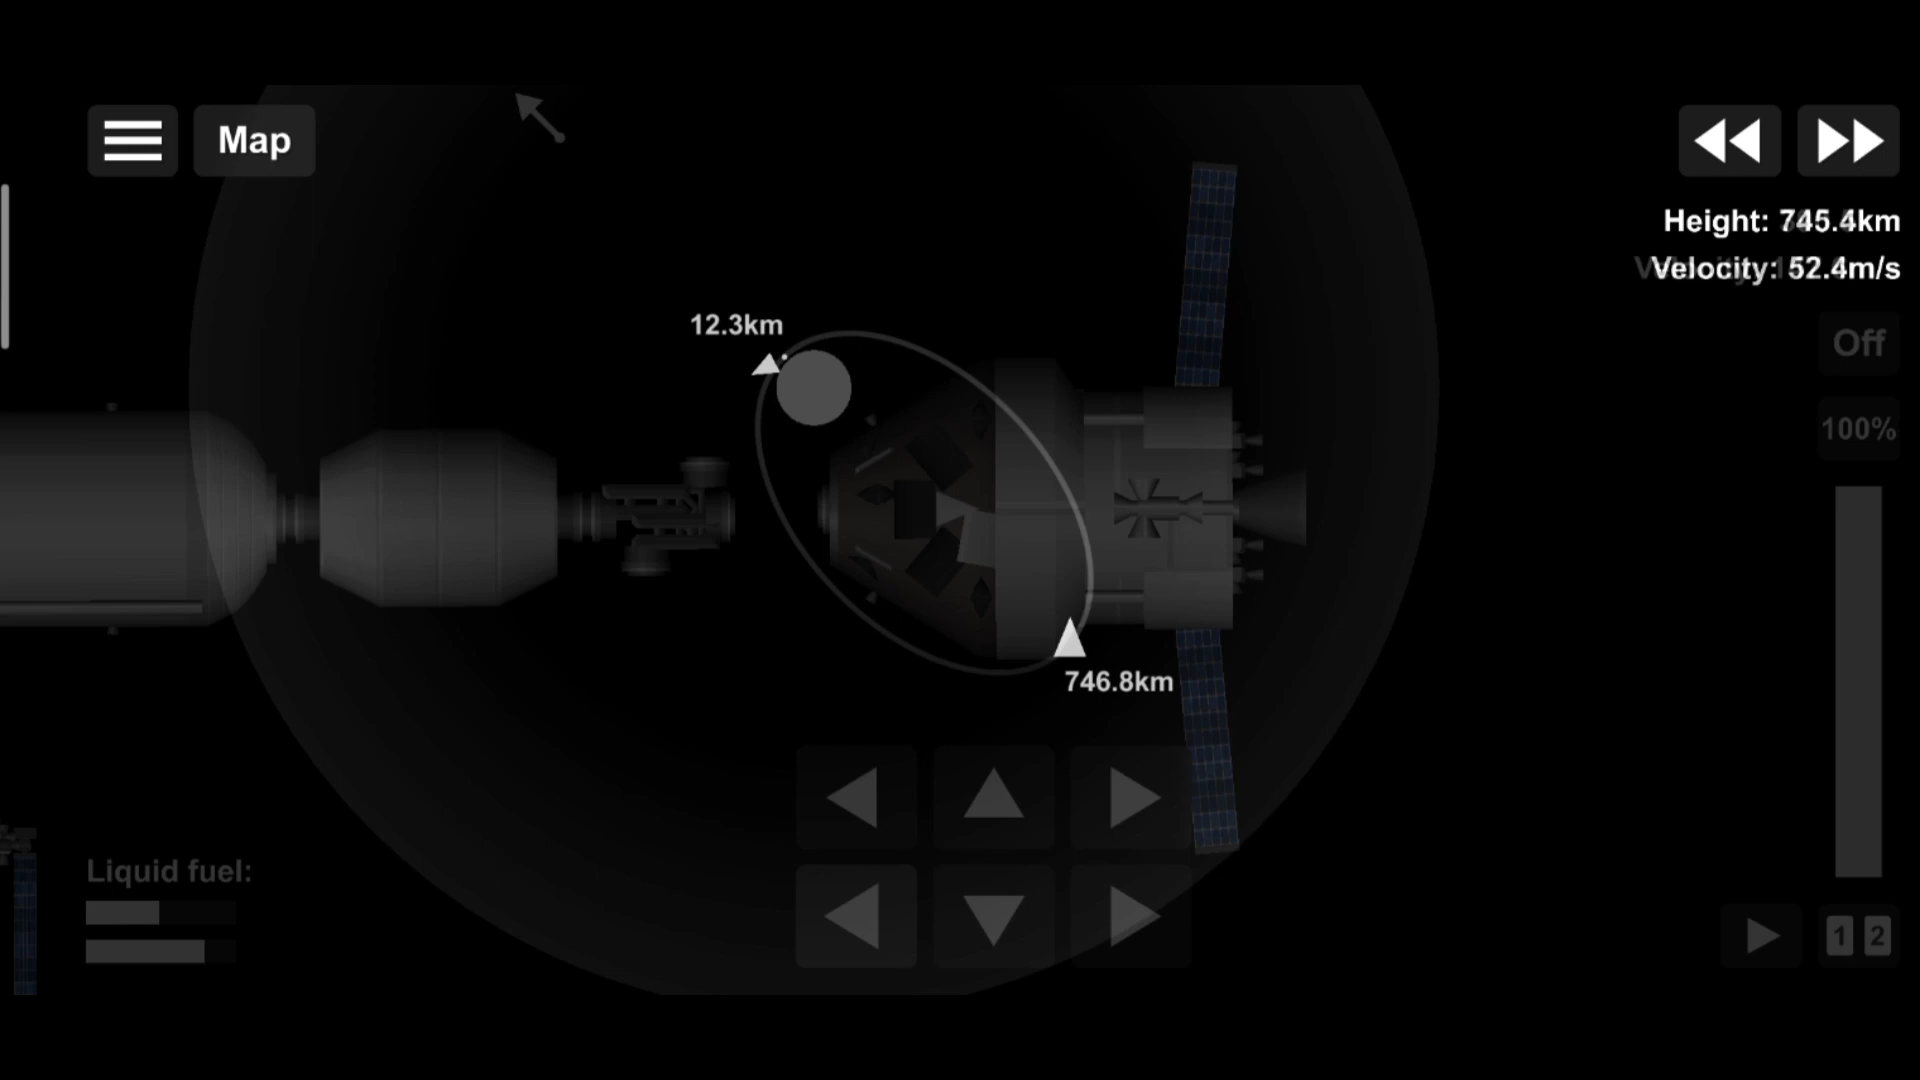 Map
Height: 745.4km
Velocity: 52.4m/s
12.3km
Off
100%
746.8km
Liquid fuel:
1 2